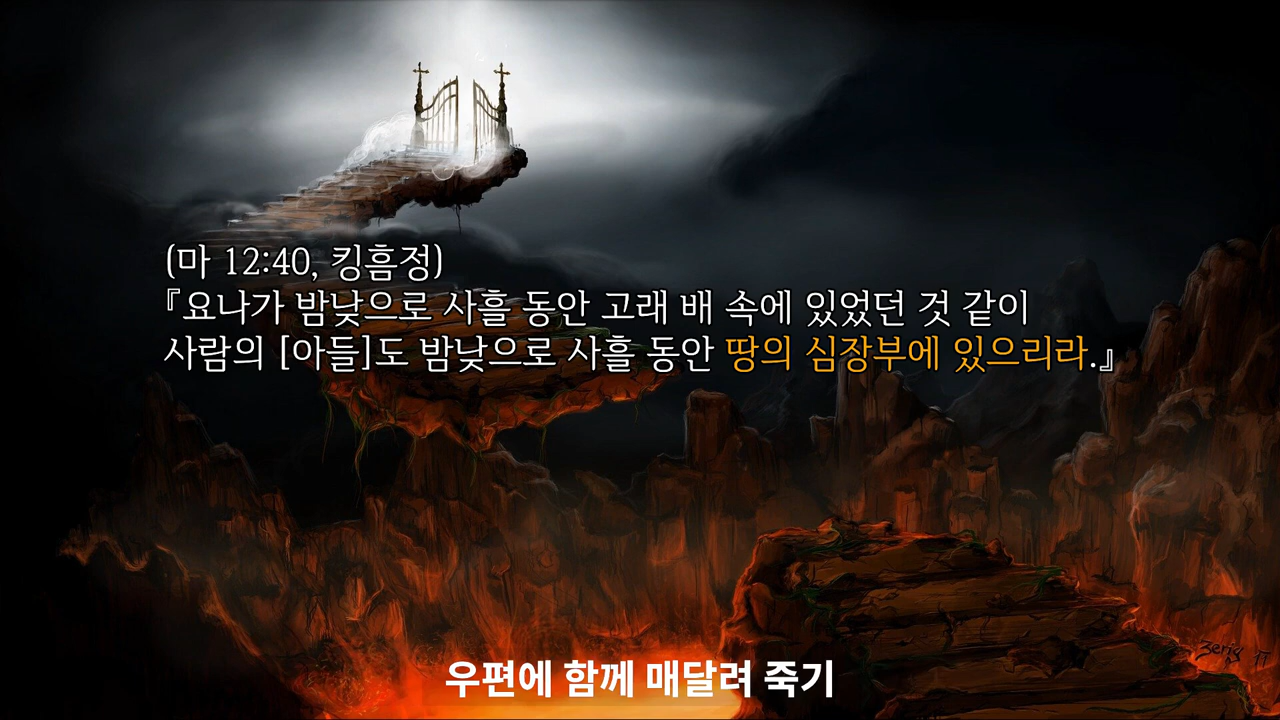 (마 12:40, 킹흠정)
『요나가 밤낮으로 사흘 동안 고래 배 속에 있었던 것 같이
사람의 [아들]도 밤낮으로 사흘 동안 땅의 심장부에 있으리라.』
우편에 함께 매달려 죽기